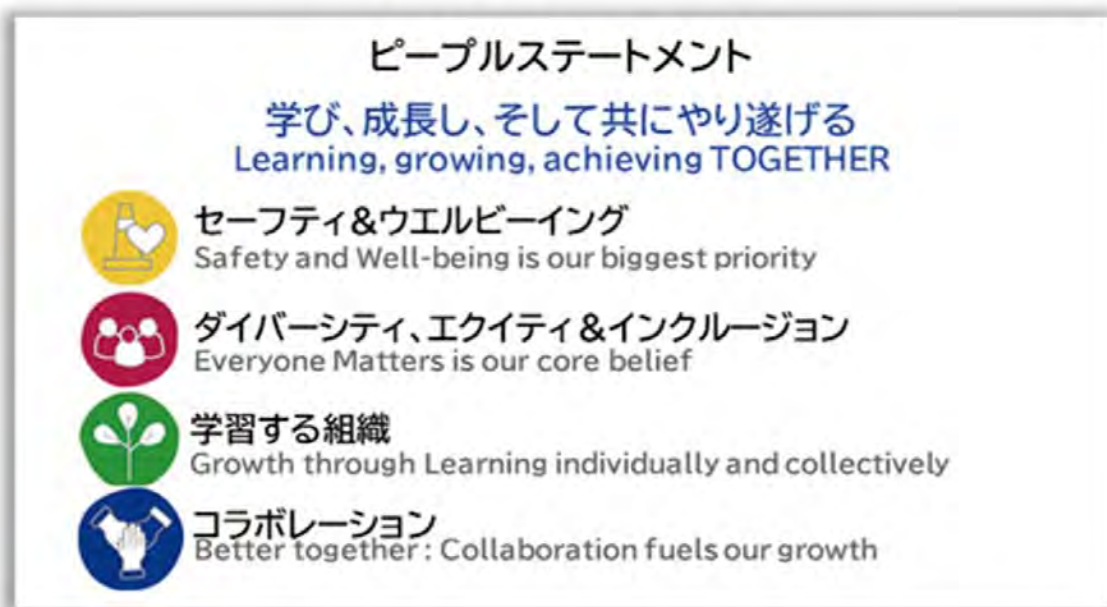 ピープルステートメント
学び、成長し、そして共にやり遂げる
Learning, growing, achieving TOGETHER
セーフティ&ウエルビーイング
Safety and Well-being is our biggest priority
ダイバーシティ、エクイティ&インクルージョン
Everyone Matters is our core belief
学習する組織
Growth through Learning individually and collectively
コラボレーション
Better together : Collaboration fuels our growth